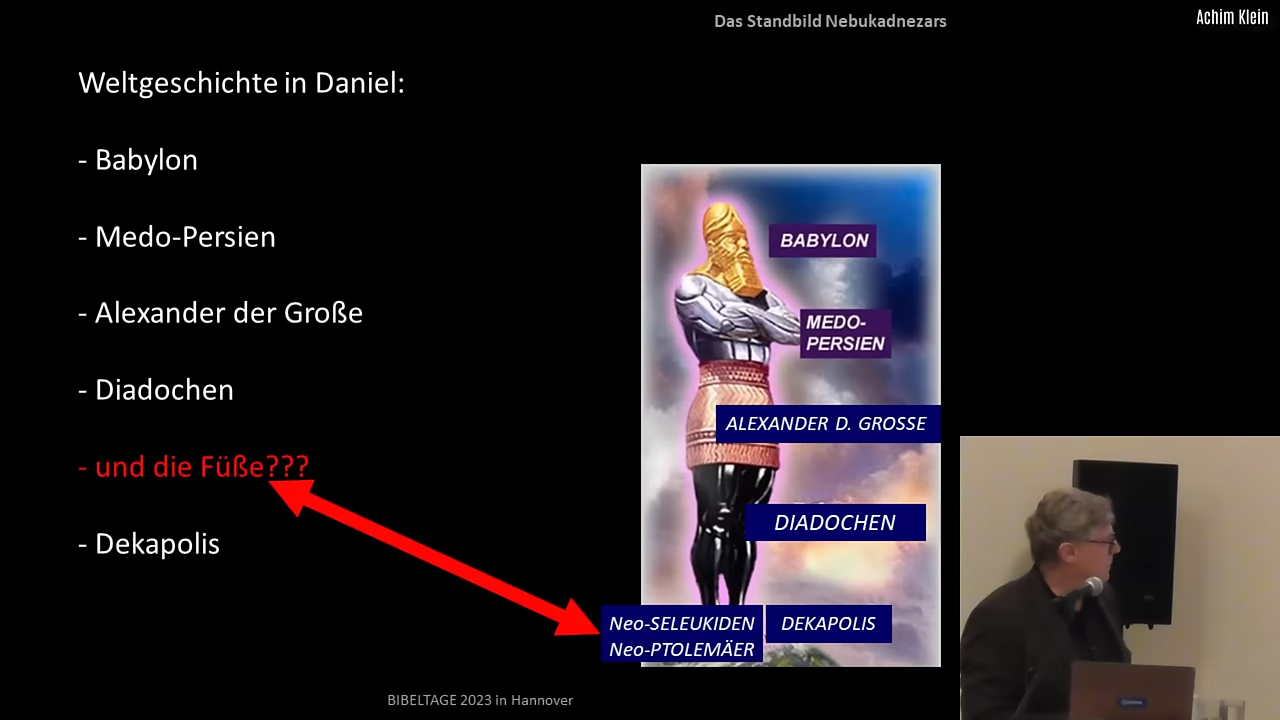 Das Standbild Nebukadnezars
Achim Klein
Weltgeschichte in Daniel:
- Babylon
- Medo-Persien
- Alexander der Große
- Diadochen
- und die Füße???
- Dekapolis
BABYLON
MEDO-
PERSIEN
ALEXANDER D. GROSSE
DIADOCHEN
Neo-SELEUKIDEN
Neo-PTOLEMÄER
DEKAPOLIS
BIBELTAGE 2023 in Hannover